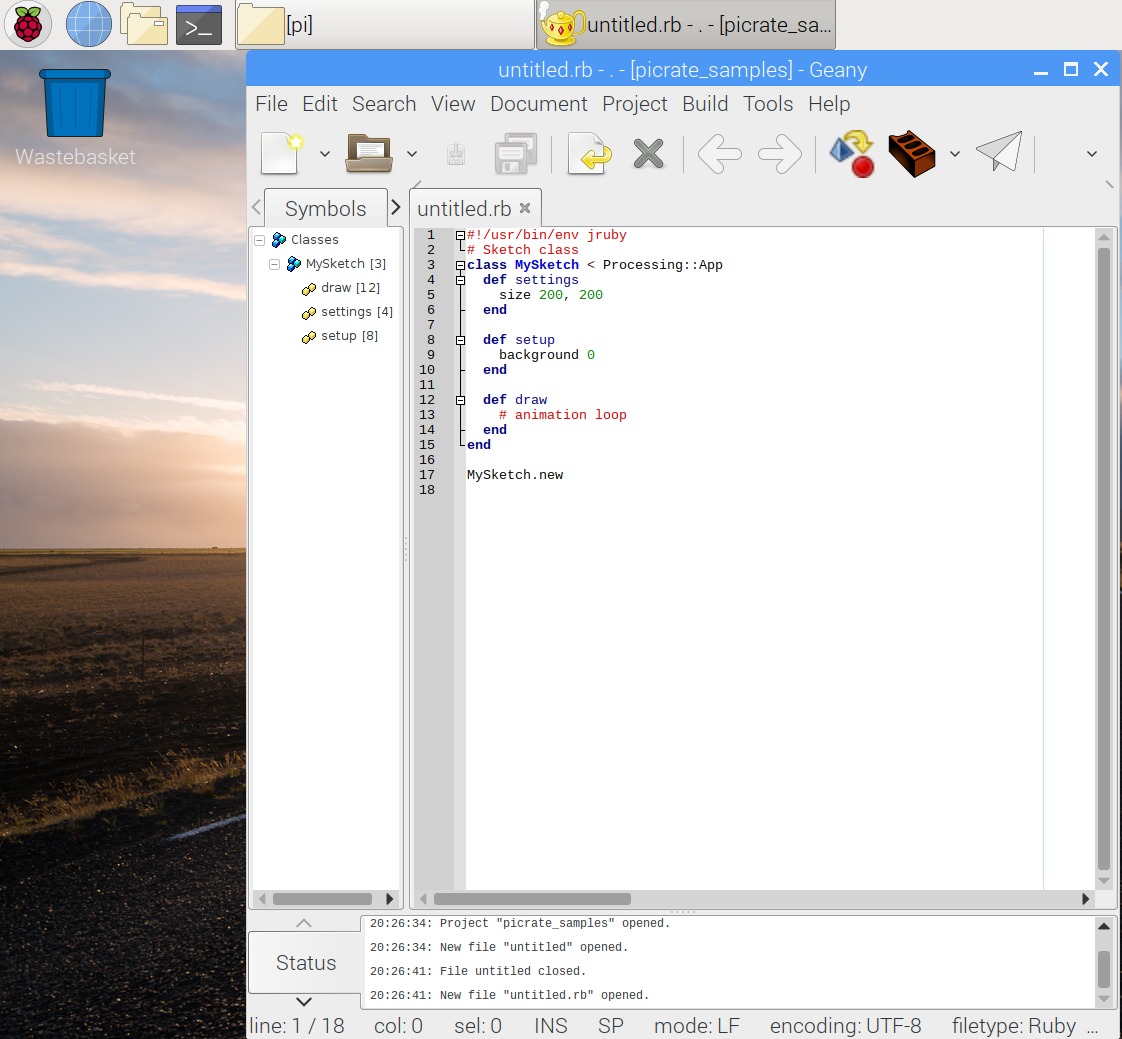 >_
[pi]
untitled.rb - . - [picrate_sa...
Wastebasket
untitled.rb - . - [picrate_samples] - Geany
File Edit Search View Document Project Build Tools Help
Symbols
untitled.rb
Classes
MySketch [3]
draw [12]
settings [4]
setup [8]
1 #!/usr/bin/env jruby
2 # Sketch class
3 class MySketch < Processing::App
4   def settings
5     size 200, 200
6   end
7
8   def setup
9     background 0
10   end
11
12   def draw
13     # animation loop
14   end
15 end
16
17 MySketch.new
18
Status
20:26:34: Project "picrate_samples" opened.
20:26:34: New file "untitled" opened.
20:26:41: File untitled closed.
20:26:41: New file "untitled.rb" opened.
line: 1 / 18 col: 0 sel: 0 INS SP mode: LF encoding: UTF-8 filetype: Ruby ...